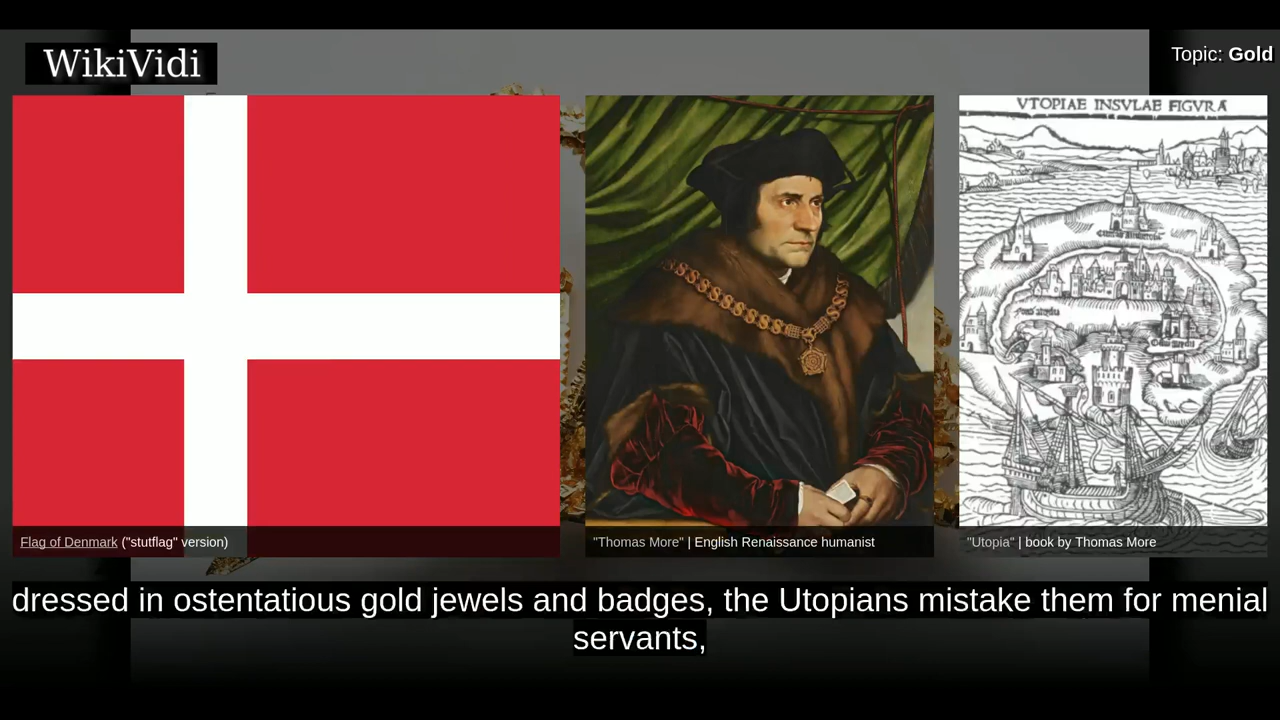 WikiVidi
Topic: Gold
VTOPIAE INSVLAE FIGVRA
Flag of Denmark ("stutflag" version)
"Thomas More" | English Renaissance humanist
"Utopia" | book by Thomas More
dressed in ostentatious gold jewels and badges, the Utopians mistake them for menial
servants,